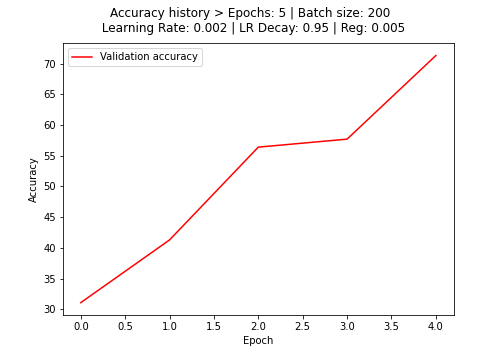 Accuracy history > Epochs: 5 | Batch size: 200
Learning Rate: 0.002 | LR Decay: 0.95 | Reg: 0.005
Validation accuracy
70
65
60
55
50
45
40
35
30
Accuracy
0.0 0.5 1.0 1.5 2.0 2.5 3.0 3.5 4.0
Epoch